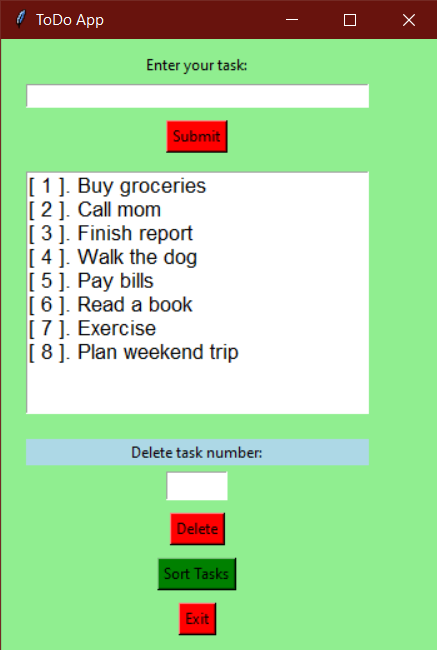 ToDo App
Enter your task:
Submit
[ 1 ]. Buy groceries
[ 2 ]. Call mom
[ 3 ]. Finish report
[ 4 ]. Walk the dog
[ 5 ]. Pay bills
[ 6 ]. Read a book
[ 7 ]. Exercise
[ 8 ]. Plan weekend trip
Delete task number:
Delete
Sort Tasks
Exit